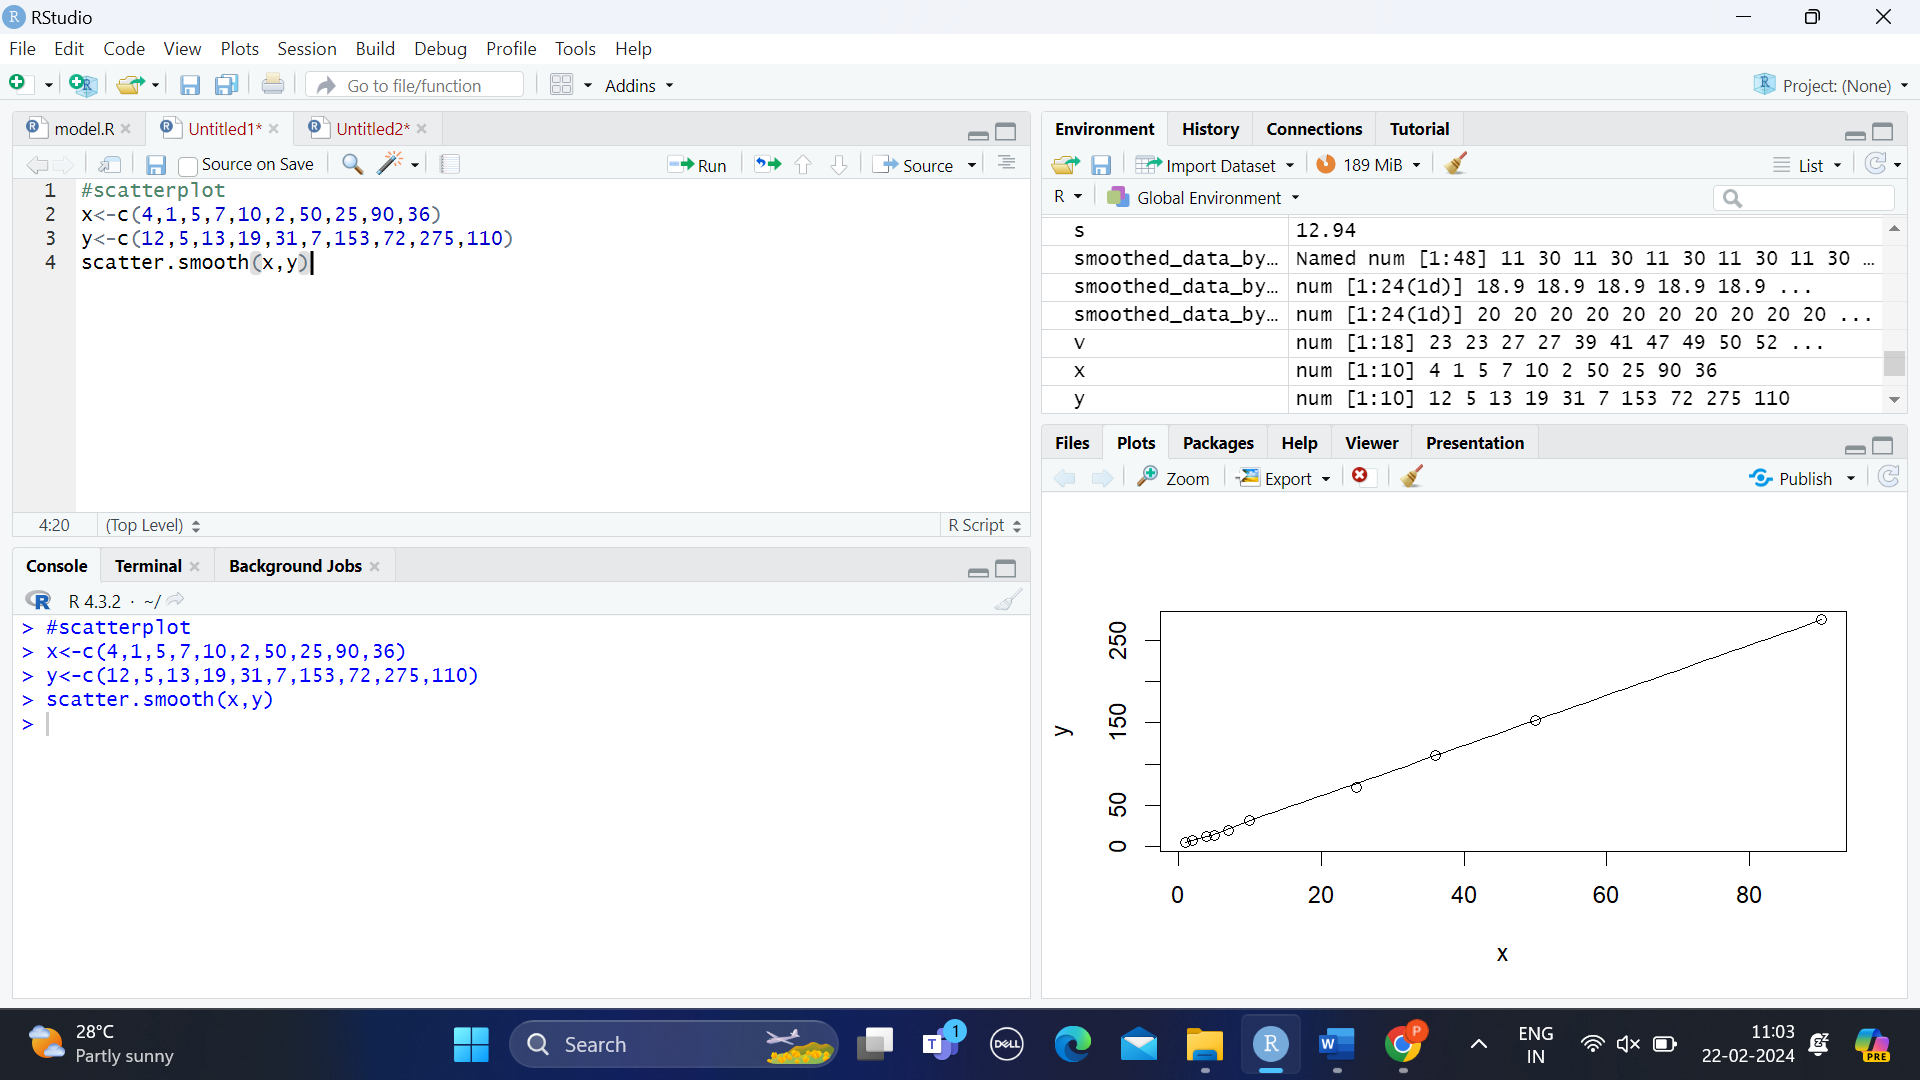 RStudio
File Edit Code View Plots Session Build Debug Profile Tools Help
Go to file/function Addins Project: (None)
model.R Untitled1* Untitled2*
Source on Save Run Source
1 #scatterplot
2 x<-c(4,1,5,7,10,2,50,25,90,36)
3 y<-c(12,5,13,19,31,7,153,72,275,110)
4 scatter.smooth(x,y)
4:20 (Top Level) R Script
Console Terminal Background Jobs
R 4.3.2 · ~/
> #scatterplot
> x<-c(4,1,5,7,10,2,50,25,90,36)
> y<-c(12,5,13,19,31,7,153,72,275,110)
> scatter.smooth(x,y)
>
Environment History Connections Tutorial
Import Dataset 189 MiB List
R Global Environment
s 12.94
smoothed_data_by… Named num [1:48] 11 30 11 30 11 30 11 30 11 30 …
smoothed_data_by… num [1:24(1d)] 18.9 18.9 18.9 18.9 18.9 ...
smoothed_data_by… num [1:24(1d)] 20 20 20 20 20 20 20 20 20 20 ...
v num [1:18] 23 23 27 27 39 41 47 49 50 52 ...
x num [1:10] 4 1 5 7 10 2 50 25 90 36
y num [1:10] 12 5 13 19 31 7 153 72 275 110
Files Plots Packages Help Viewer Presentation
Zoom Export Publish
250
150
50
0
y
0 20 40 60 80
x
28°C
Partly sunny
Search
T 1
DELL
R
W
P
ENG
IN
11:03
22-02-2024
PRE